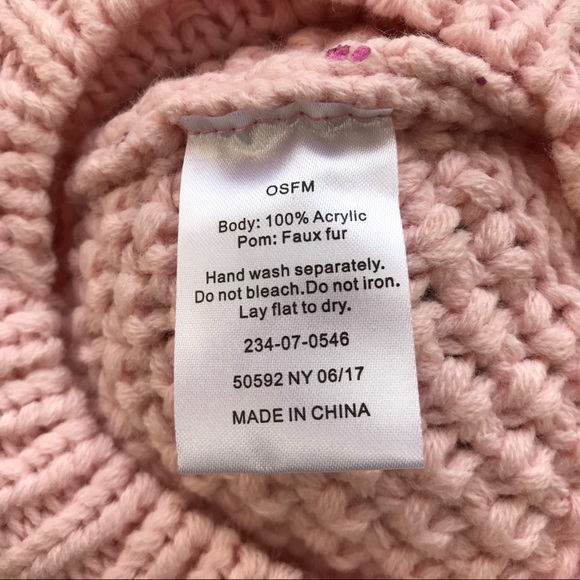 OSFM
Body: 100% Acrylic
Pom: Faux fur
Hand wash separately.
Do not bleach.Do not iron.
Lay flat to dry.
234-07-0546
50592 NY 06/17
MADE IN CHINA